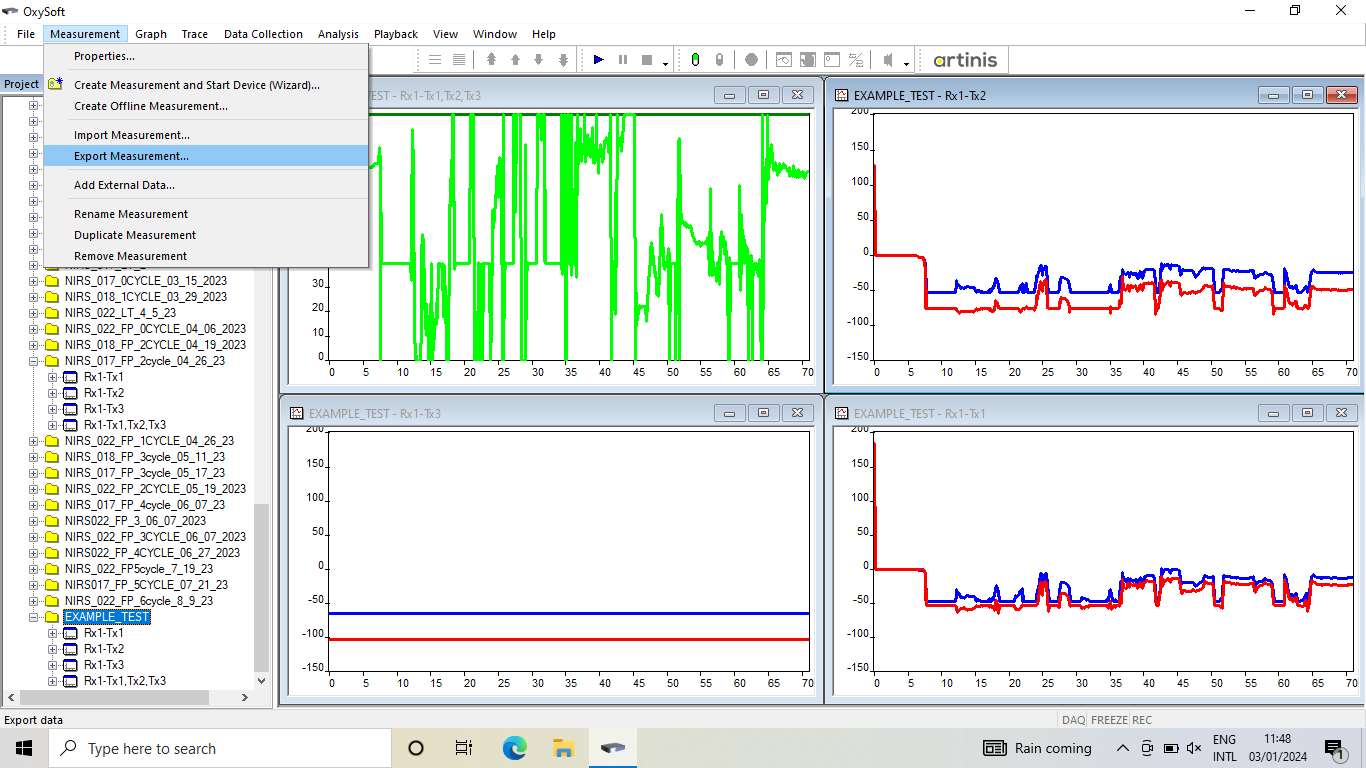 OxySoft
File Measurement Graph Trace Data Collection Analysis Playback View Window Help
Properties...
Create Measurement and Start Device (Wizard)...
Create Offline Measurement...
Import Measurement...
Export Measurement...
Add External Data...
Rename Measurement
Duplicate Measurement
Remove Measurement
artinis
Project
NIRS_017_0CYCLE_03_15_2023
NIRS_018_1CYCLE_03_29_2023
NIRS_022_LT_4_5_23
NIRS_022_FP_0CYCLE_04_06_2023
NIRS_018_FP_2CYCLE_04_19_2023
NIRS_017_FP_2cycle_04_26_23
Rx1-Tx1
Rx1-Tx2
Rx1-Tx3
Rx1-Tx1,Tx2,Tx3
NIRS_022_FP_1CYCLE_04_26_23
NIRS_018_FP_3cycle_05_11_23
NIRS_017_FP_3cycle_05_17_23
NIRS_022_FP_2CYCLE_05_19_2023
NIRS_017_FP_4cycle_06_07_23
NIRS022_FP_3_06_07_2023
NIRS_022_FP_3CYCLE_06_07_2023
NIRS022_FP_4CYCLE_06_27_2023
NIRS_022_FP5cycle_7_19_23
NIRS017_FP_5CYCLE_07_21_23
NIRS_022_FP_6cycle_8_9_23
EXAMPLE_TEST
Rx1-Tx1
Rx1-Tx2
Rx1-Tx3
Rx1-Tx1,Tx2,Tx3
TEST - Rx1-Tx1,Tx2,Tx3
30
20
10
0
0 5 10 15 20 25 30 35 40 45 50 55 60 65 70
EXAMPLE_TEST - Rx1-Tx2
200
150
100
50
0
-50
-100
-150
0 5 10 15 20 25 30 35 40 45 50 55 60 65 70
EXAMPLE_TEST - Rx1-Tx3
200
150
100
50
0
-50
-100
-150
0 5 10 15 20 25 30 35 40 45 50 55 60 65 70
EXAMPLE_TEST - Rx1-Tx1
200
150
100
50
0
-50
-100
-150
0 5 10 15 20 25 30 35 40 45 50 55 60 65 70
Export data
DAQ FREEZE REC
Type here to search
Rain coming
ENG
INTL
11:48
03/01/2024
1